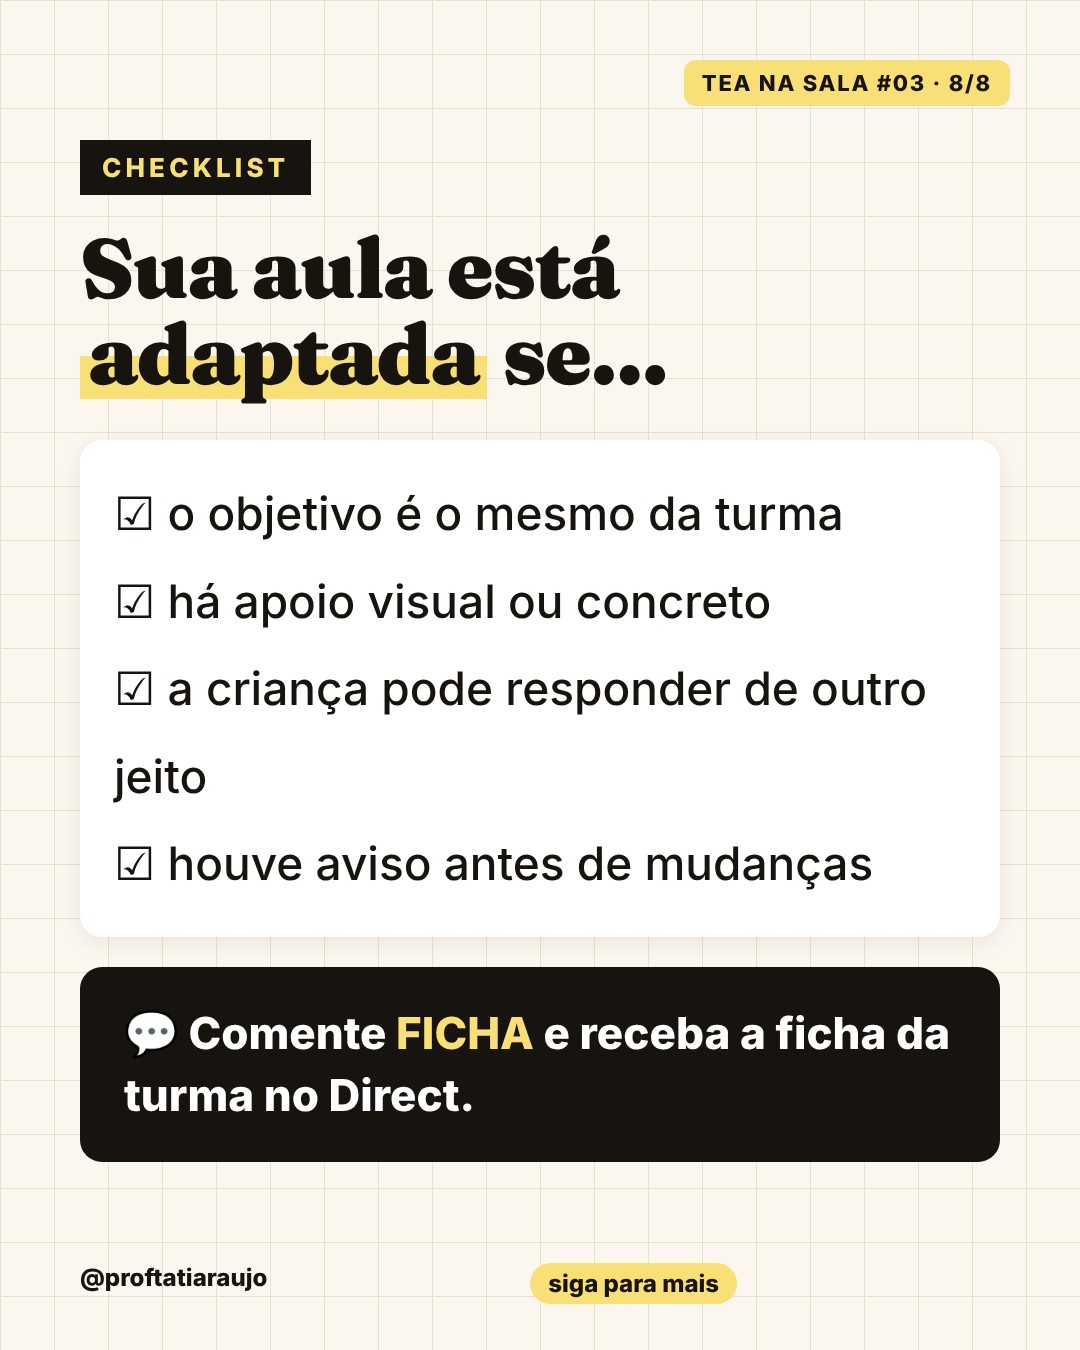 TEA NA SALA #03 · 8/8
CHECKLIST
Sua aula está
adaptada se...
☑ o objetivo é o mesmo da turma
☑ há apoio visual ou concreto
☑ a criança pode responder de outro
jeito
☑ houve aviso antes de mudanças
💬 Comente FICHA e receba a ficha da
turma no Direct.
@proftatiaraujo
siga para mais